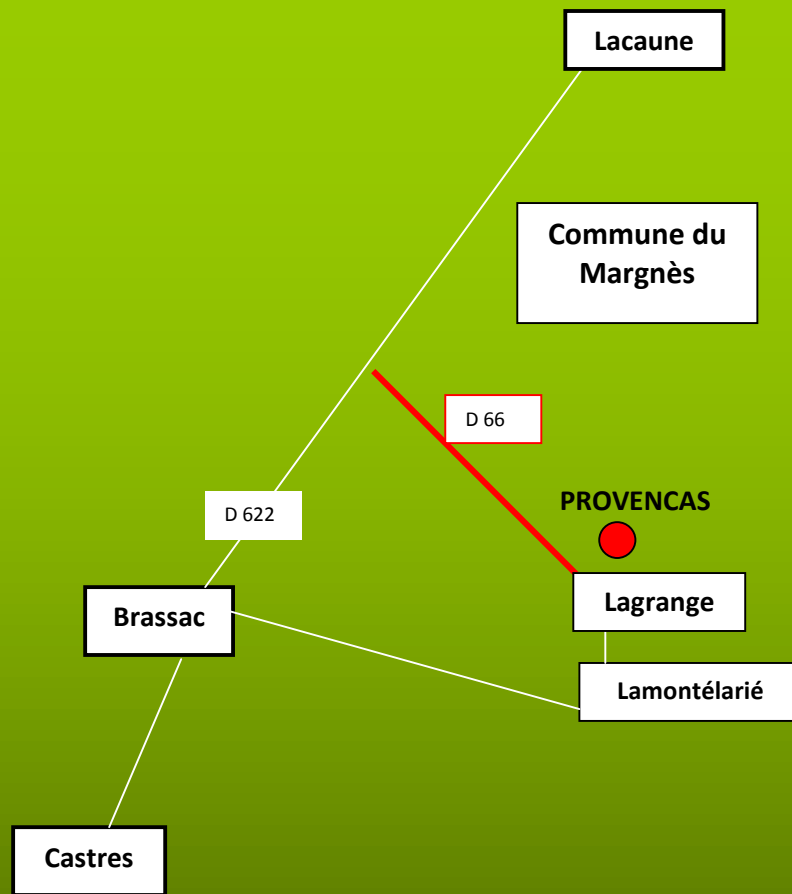 Lacaune
Commune du
Margnès
D 66
PROVENCAS
D 622
Lagrange
Brassac
Lamontélarié
Castres